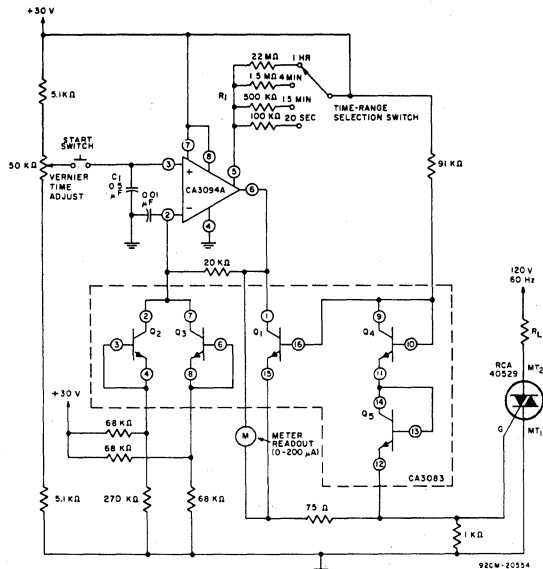 +30 V
5.1KΩ
START
SWITCH
50 KΩ
VERNIER
TIME
ADJUST
C1
0.5
μF
0.01
μF
3
+
2
−
7
8
CA3094A
4
5
6
R1
22 MΩ
1 HR
1.5 MΩ
4 MIN
500 KΩ
1.5 MIN
100 KΩ
20 SEC
TIME-RANGE
SELECTION SWITCH
91 KΩ
20 KΩ
120 V
60 Hz
RL
RCA
40529
MT2
MT1
G
2
7
1
9
3
Q2
Q3
6
Q1
16
Q4
10
4
8
15
11
14
Q5
13
12
+30 V
68 KΩ
68 KΩ
M
METER
READOUT
(0-200 μA)
CA3083
5.1 KΩ
270 KΩ
68 KΩ
75 Ω
1 KΩ
92CM-20554